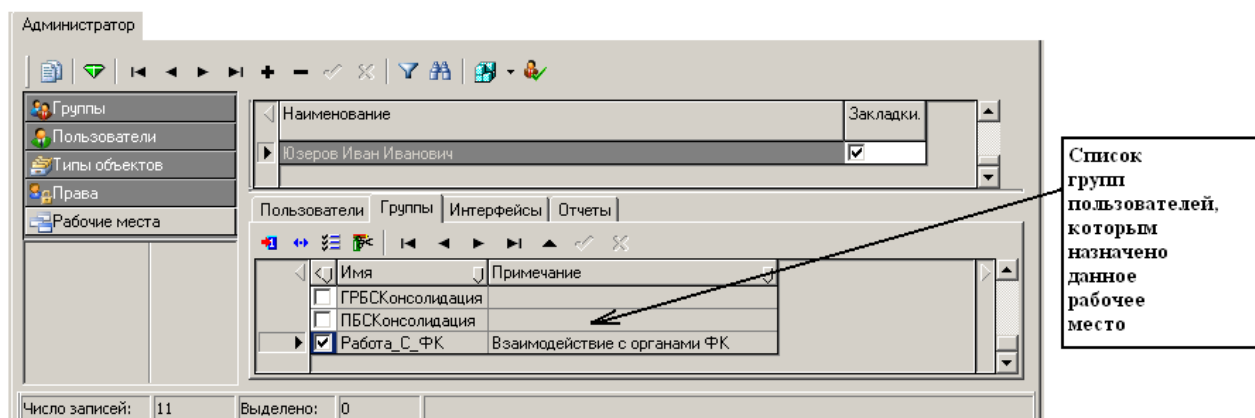 Администратор
Группы
Пользователи
Типы объектов
Права
Рабочие места
Наименование Закладки.
Юзеров Иван Иванович
Пользователи Группы Интерфейсы Отчеты
Имя Примечание
ГРБСКонсолидация
ПБСКонсолидация
Работа_С_ФК Взаимодействие с органами ФК
Число записей: 11 Выделено: 0
Список
групп
пользователей,
которым
назначено
данное
рабочее
место